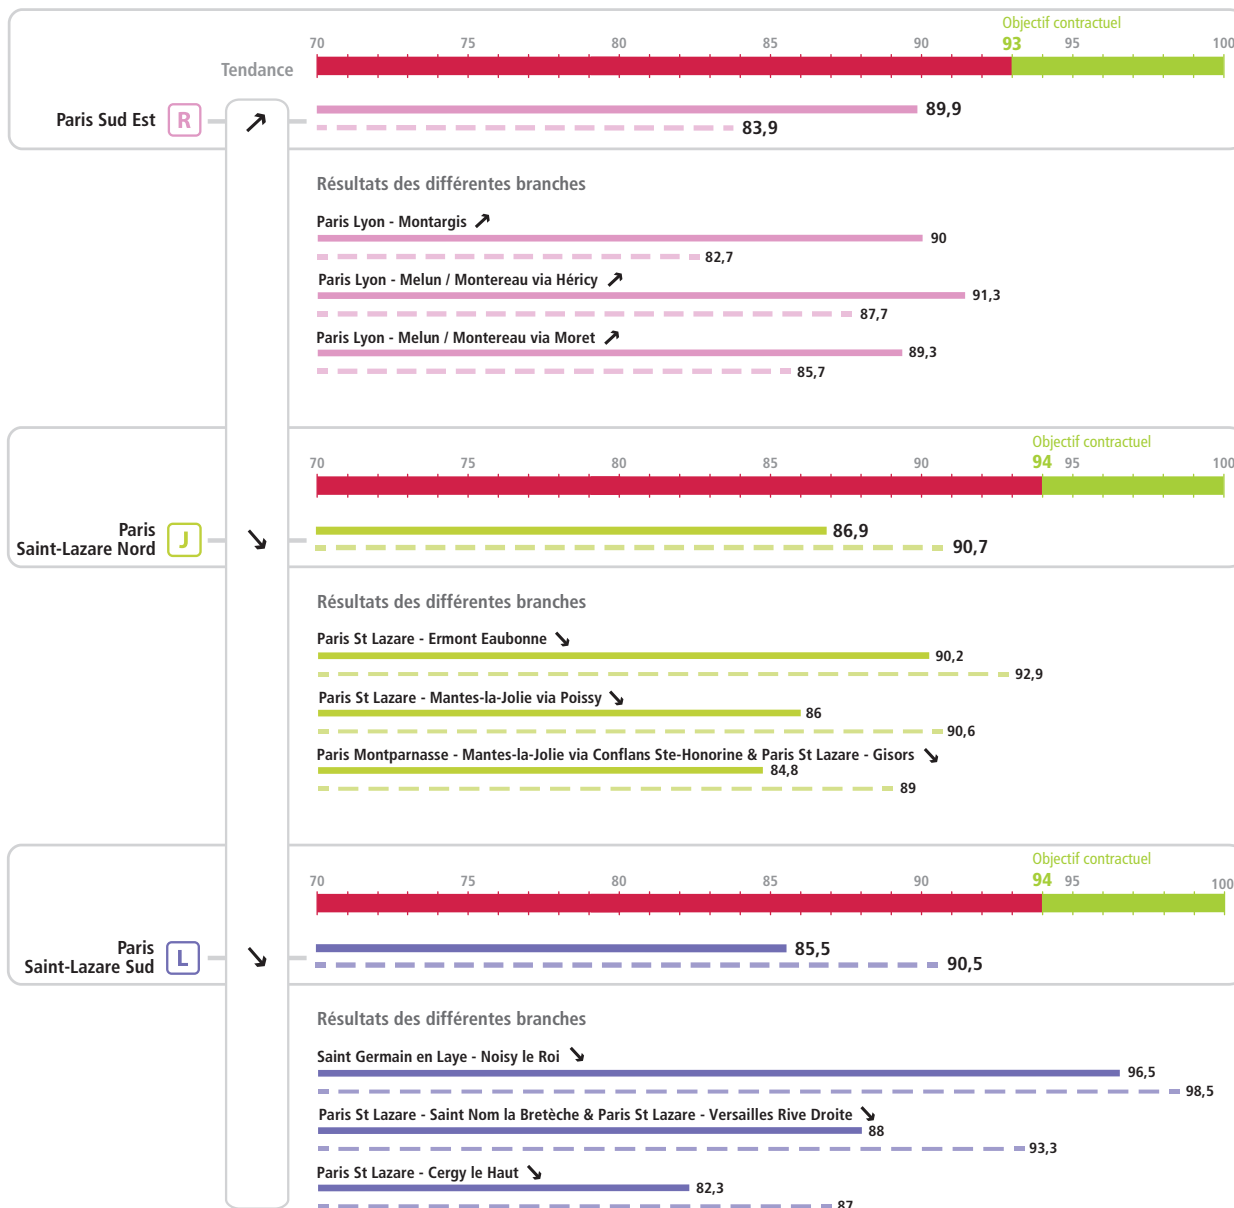 Objectif contractuel
70 75 80 85 90 93 95 100
Tendance
Paris Sud Est R ↗ 89,9
83,9
Résultats des différentes branches
Paris Lyon - Montargis ↗
90
82,7
Paris Lyon - Melun / Montereau via Héricy ↗
91,3
87,7
Paris Lyon - Melun / Montereau via Moret ↗
89,3
85,7
Objectif contractuel
70 75 80 85 90 94 95 100
Paris
Saint-Lazare Nord J ↘ 86,9
90,7
Résultats des différentes branches
Paris St Lazare - Ermont Eaubonne ↘
90,2
92,9
Paris St Lazare - Mantes-la-Jolie via Poissy ↘
86
90,6
Paris Montparnasse - Mantes-la-Jolie via Conflans Ste-Honorine & Paris St Lazare - Gisors ↘
84,8
89
Objectif contractuel
70 75 80 85 90 94 95 100
Paris
Saint-Lazare Sud L ↘ 85,5
90,5
Résultats des différentes branches
Saint Germain en Laye - Noisy le Roi ↘
96,5
98,5
Paris St Lazare - Saint Nom la Bretèche & Paris St Lazare - Versailles Rive Droite ↘
88
93,3
Paris St Lazare - Cergy le Haut ↘
82,3
87